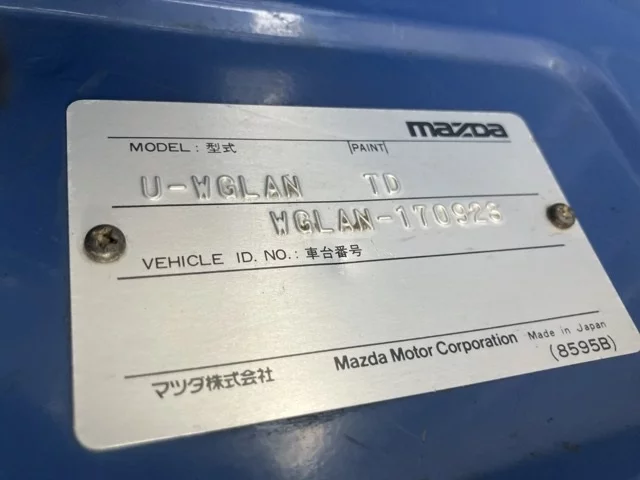 mazda
MODEL : 型式 PAINT
U-WGLAN TD
WGLAN-170926
VEHICLE ID. NO. : 車台番号
マツダ株式会社 Mazda Motor Corporation Made in Japan
(8595B)